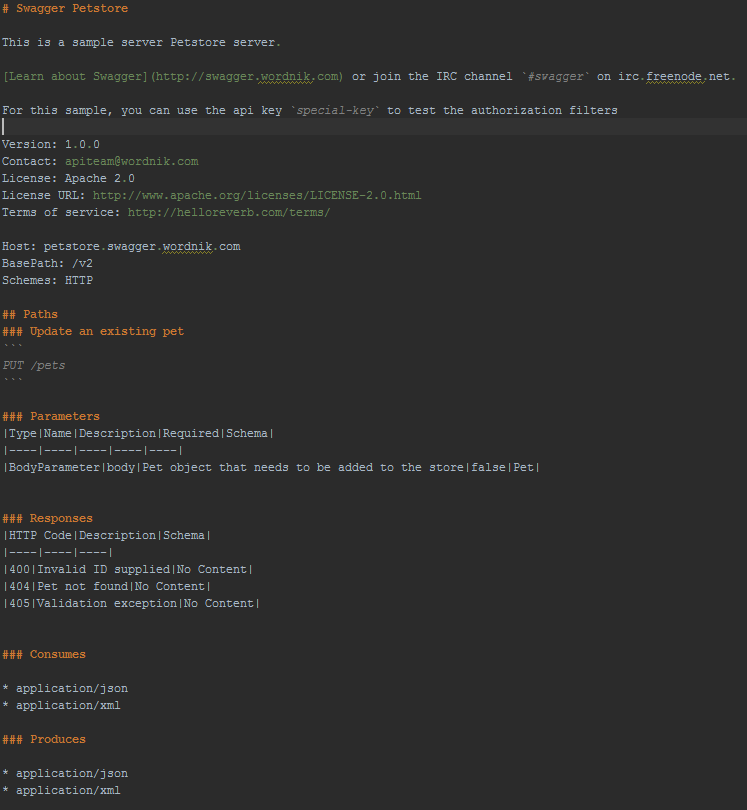 # Swagger Petstore
This is a sample server Petstore server.
[Learn about Swagger](http://swagger.wordnik.com) or join the IRC channel `#swagger` on irc.freenode.net.
For this sample, you can use the api key `special-key` to test the authorization filters
Version: 1.0.0
Contact: apiteam@wordnik.com
License: Apache 2.0
License URL: http://www.apache.org/licenses/LICENSE-2.0.html
Terms of service: http://helloreverb.com/terms/
Host: petstore.swagger.wordnik.com
BasePath: /v2
Schemes: HTTP
## Paths
### Update an existing pet
```
PUT /pets
```
### Parameters
|Type|Name|Description|Required|Schema|
|----|----|----|----|----|
|BodyParameter|body|Pet object that needs to be added to the store|false|Pet|
### Responses
|HTTP Code|Description|Schema|
|----|----|----|
|400|Invalid ID supplied|No Content|
|404|Pet not found|No Content|
|405|Validation exception|No Content|
### Consumes
* application/json
* application/xml
### Produces
* application/json
* application/xml